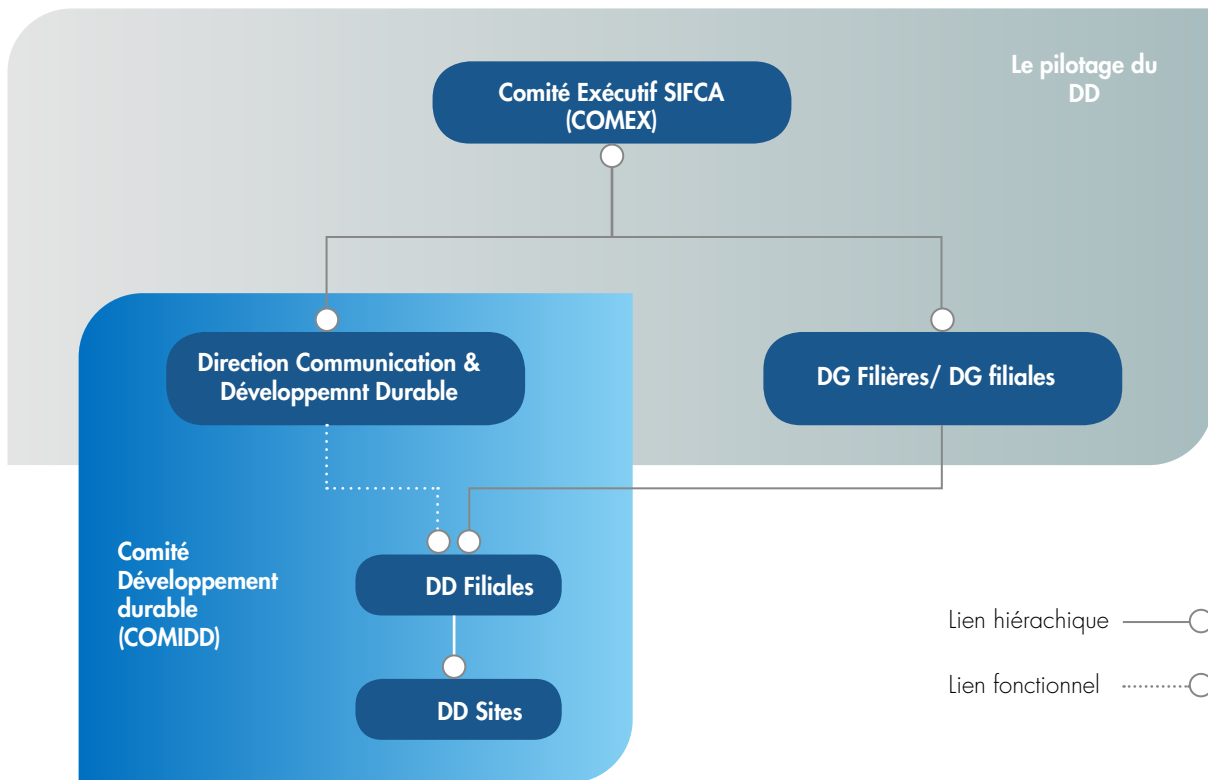 Le pilotage du
DD
Comité Exécutif SIFCA
(COMEX)
Direction Communication &
Développemnt Durable
DG Filières/ DG filiales
Comité
Développement
durable
(COMIDD)
DD Filiales
DD Sites
Lien hiérachique
Lien fonctionnel